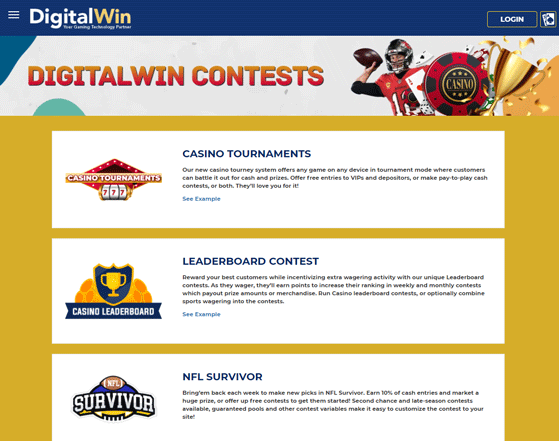 DigitalWin
Your Gaming Technology Partner
LOGIN
DIGITALWIN CONTESTS
CASINO
CASINO TOURNAMENTS
777
CASINO TOURNAMENTS
Our new casino tourney system offers any game on any device in tournament mode where customers
can battle it out for cash and prizes. Offer free entries to VIPs and depositors, or make pay-to-play cash
contests, or both. They'll love you for it!
See Example
CASINO LEADERBOARD
LEADERBOARD CONTEST
Reward your best customers while incentivizing extra wagering activity with our unique Leaderboard
contests. As they wager, they'll earn points to increase their ranking in weekly and monthly contests
which payout prize amounts or merchandise. Run Casino leaderboard contests, or optionally combine
sports wagering into the contests.
See Example
NFL
SURVIVOR
NFL SURVIVOR
Bring'em back each week to make new picks in NFL Survivor. Earn 10% of cash entries and market a
huge prize, or offer up free contests to get them started! Second chance and late-season contests
available, guaranteed pools and other contest variables make it easy to customize the contest to your
site!